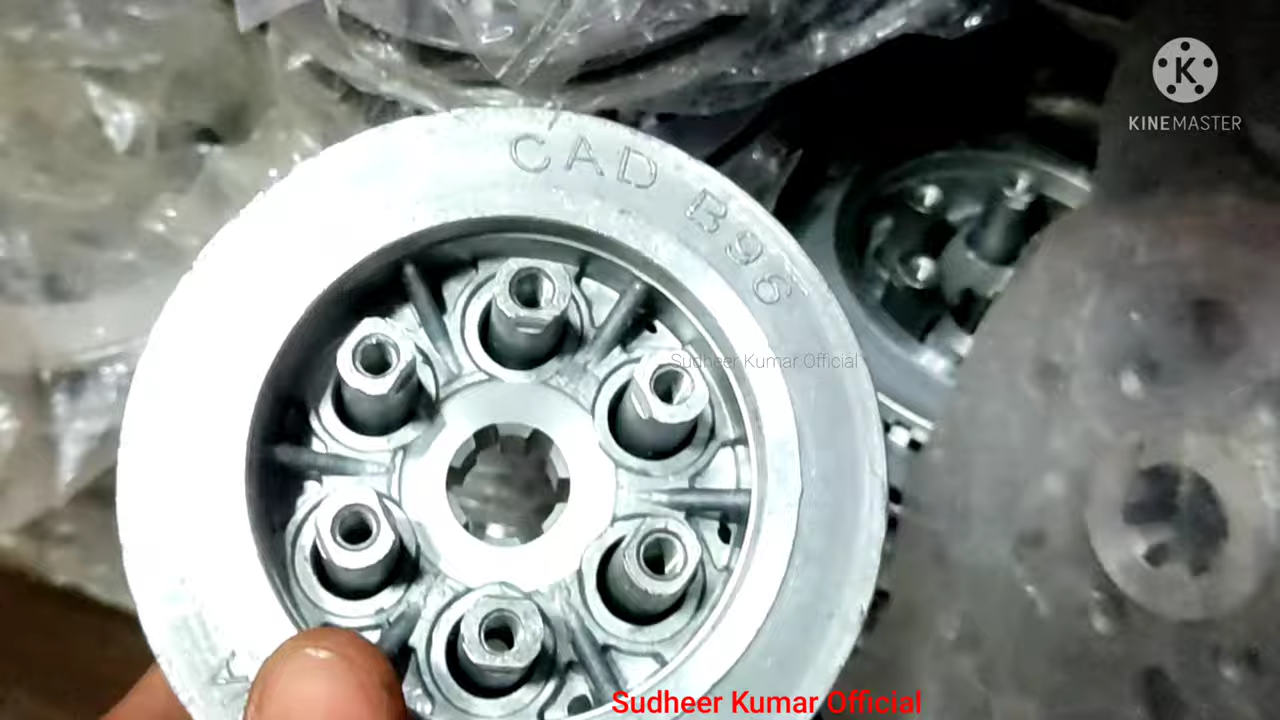 K
KINEMASTER
CAD B96
Sudheer Kumar Official
Sudheer Kumar Official